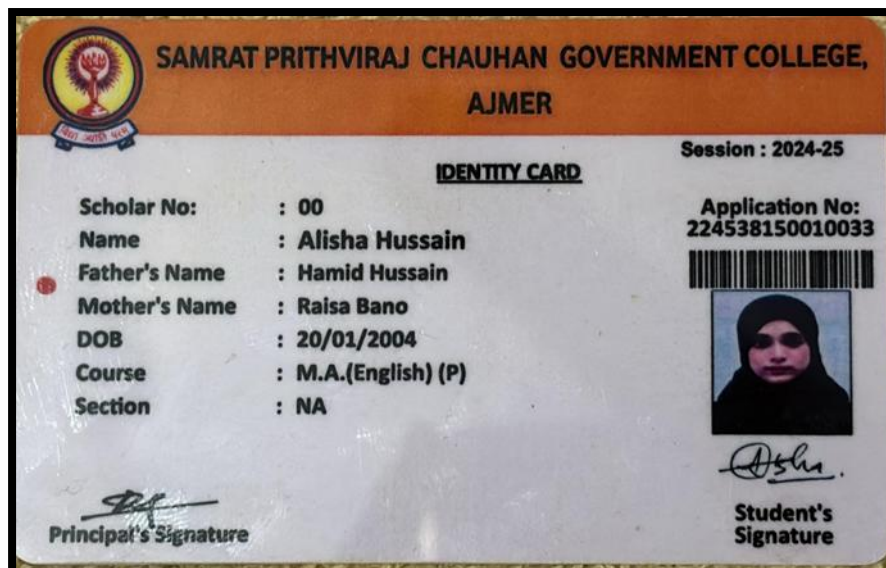 SAMRAT PRITHVIRAJ CHAUHAN GOVERNMENT COLLEGE,
AJMER
विद्या ज्योति परम
Session : 2024-25
IDENTITY CARD
Scholar No: : 00
Name : Alisha Hussain
Father's Name : Hamid Hussain
Mother's Name : Raisa Bano
DOB : 20/01/2004
Course : M.A.(English) (P)
Section : NA
Application No:
224538150010033
Principal's Signature
Student's
Signature